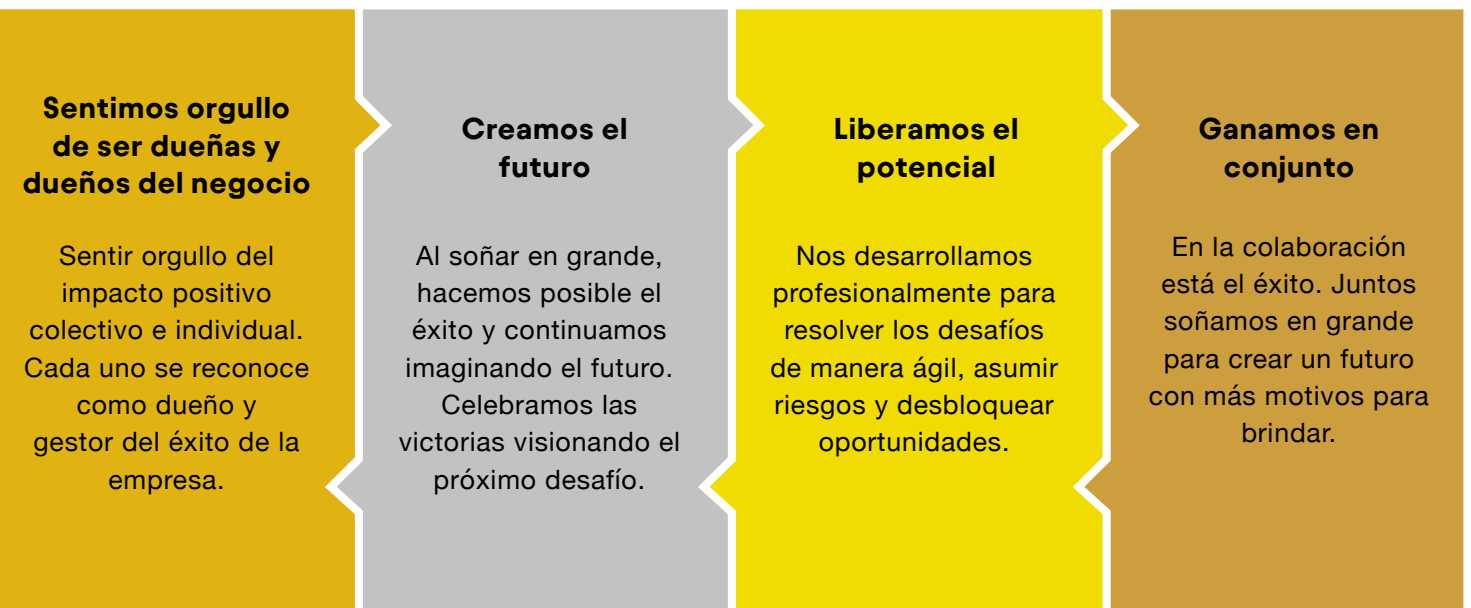 Sentimos orgullo
de ser dueñas y
dueños del negocio
Sentir orgullo del
impacto positivo
colectivo e individual.
Cada uno se reconoce
como dueño y
gestor del éxito de la
empresa.
Creamos el
futuro
Al soñar en grande,
hacemos posible el
éxito y continuamos
imaginando el futuro.
Celebramos las
victorias visionando el
próximo desafío.
Liberamos el
potencial
Nos desarrollamos
profesionalmente para
resolver los desafíos
de manera ágil, asumir
riesgos y desbloquear
oportunidades.
Ganamos en
conjunto
En la colaboración
está el éxito. Juntos
soñamos en grande
para crear un futuro
con más motivos para
brindar.